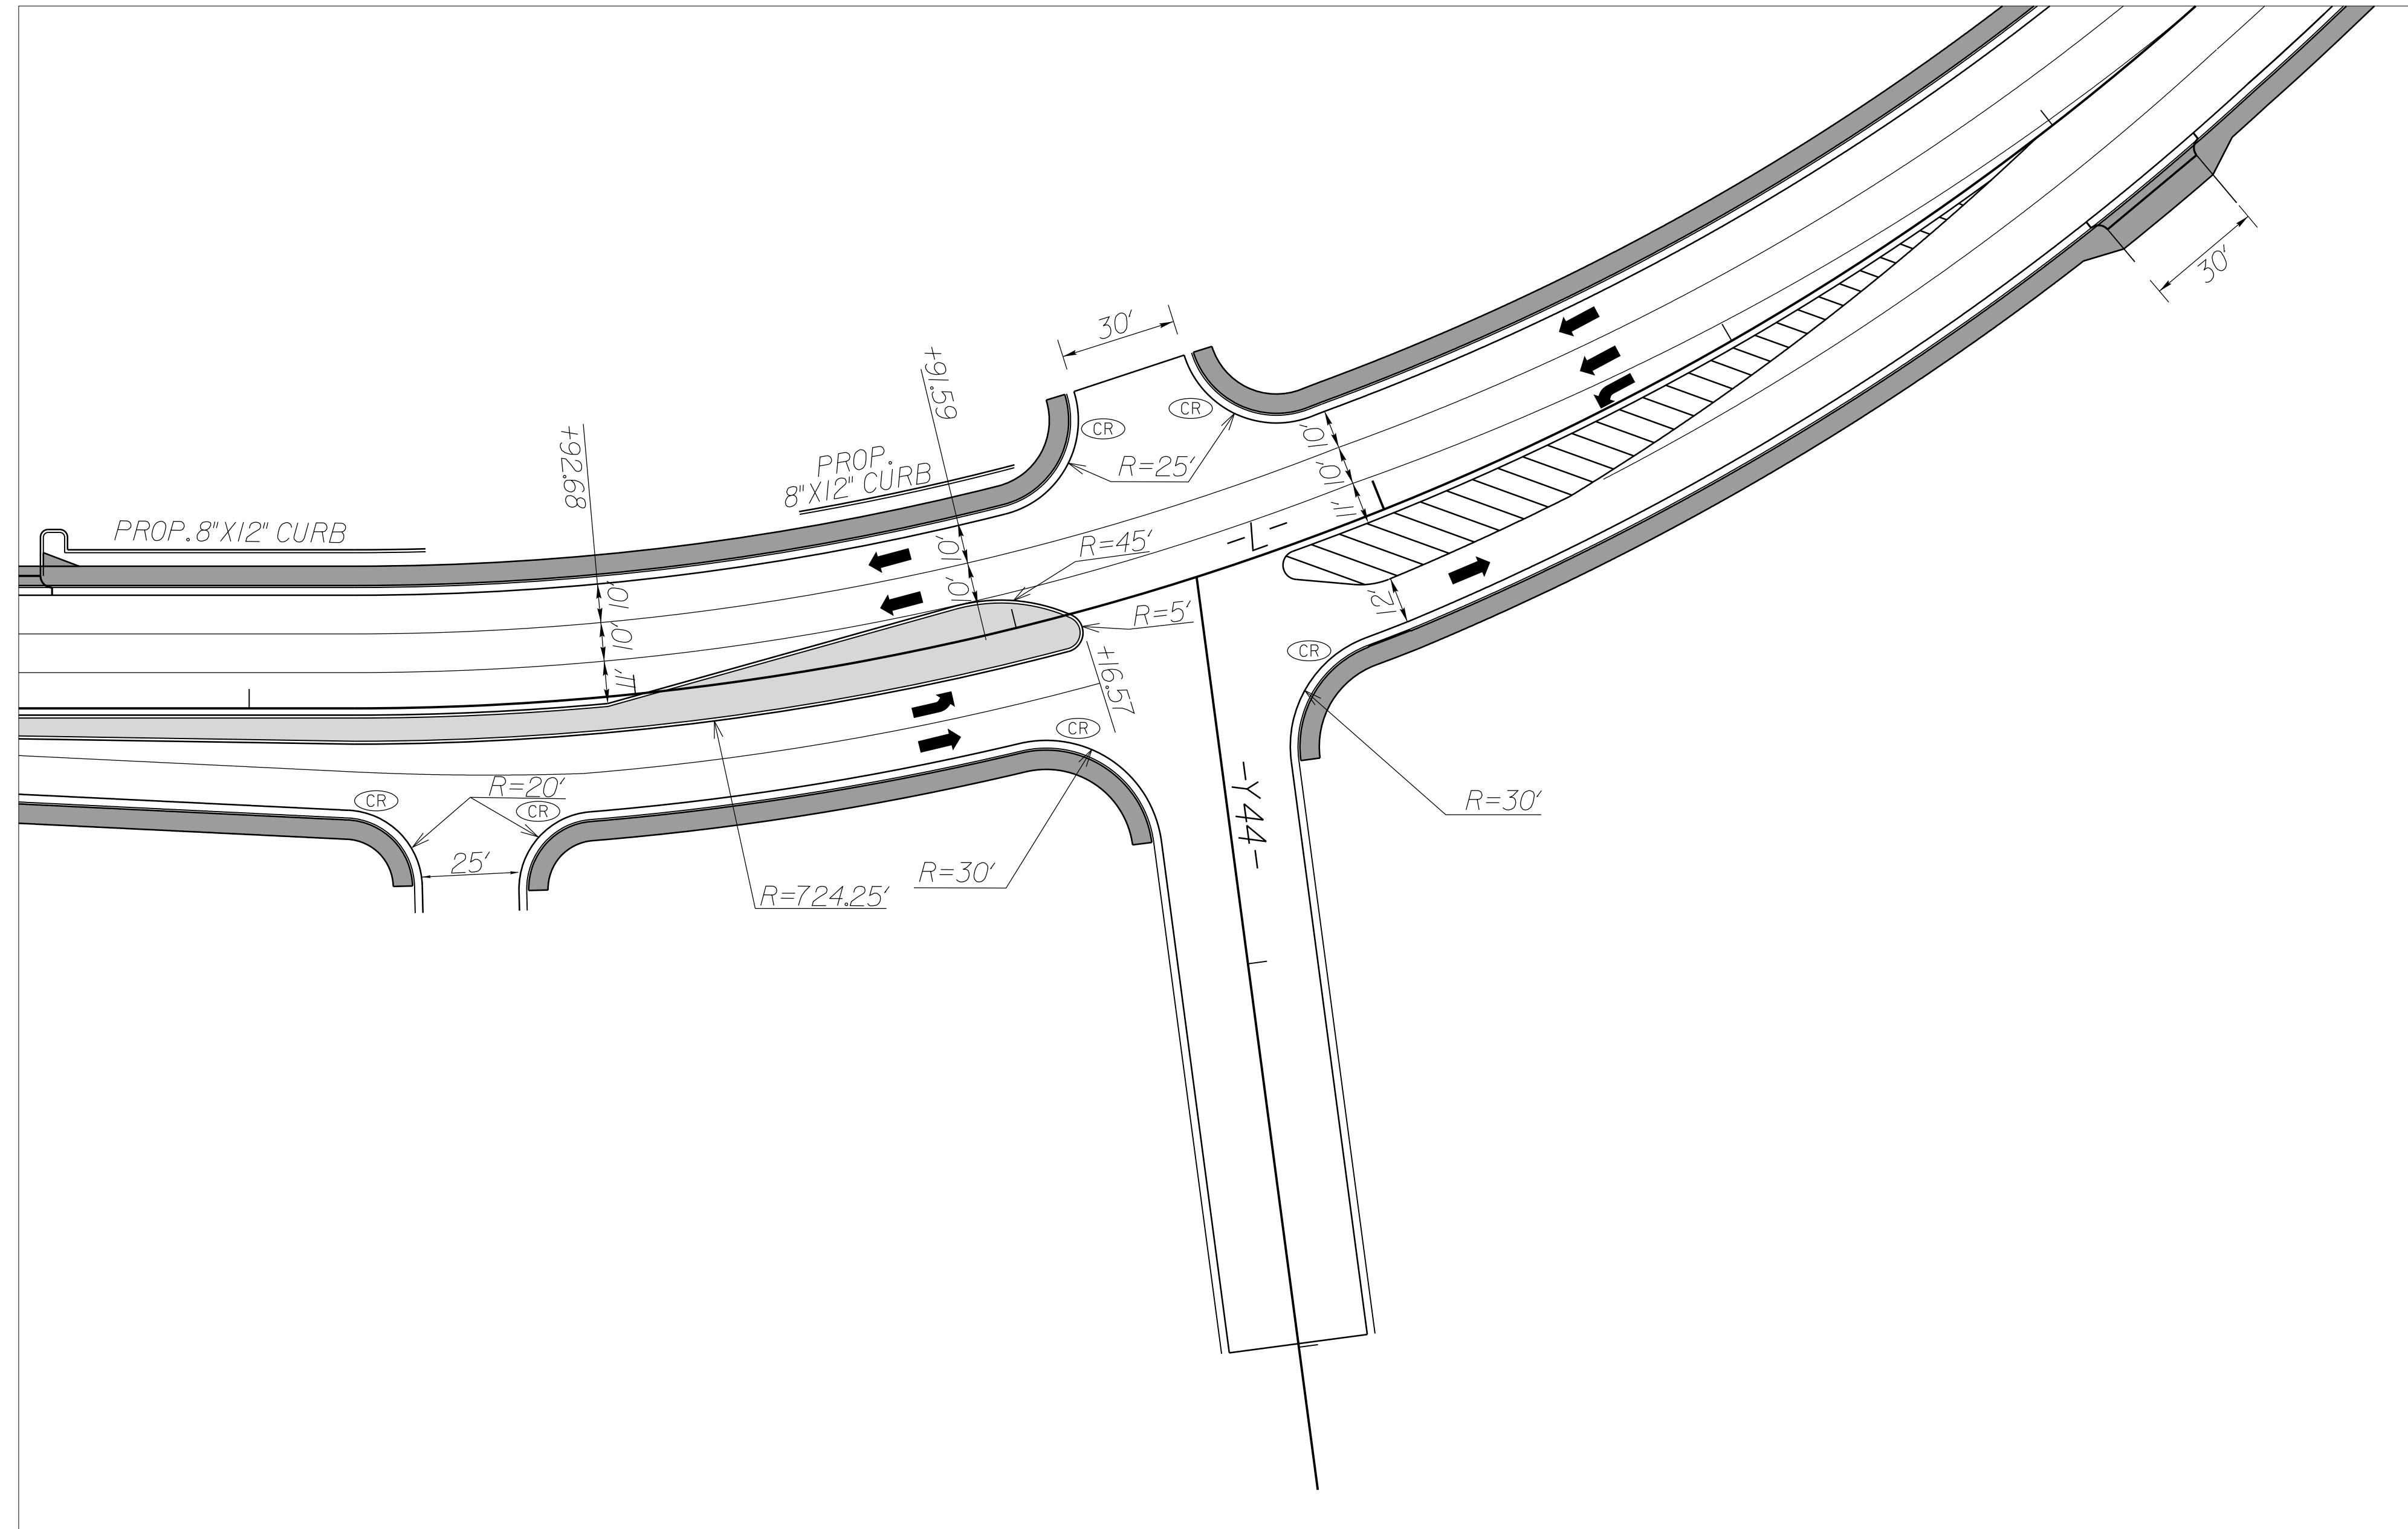 30'
30'
+91.59
+92.68
PROP.
8"X12" CURB
PROP. 8"X12" CURB
CR
CR
R=25'
10'
10'
11'
10'
10'
R=45'
-L-
R=5'
12'
10'
10'
11'
+16.57
CR
CR
CR
CR
R=20'
25'
R=724.25'
R=30'
R=30'
-Y44-